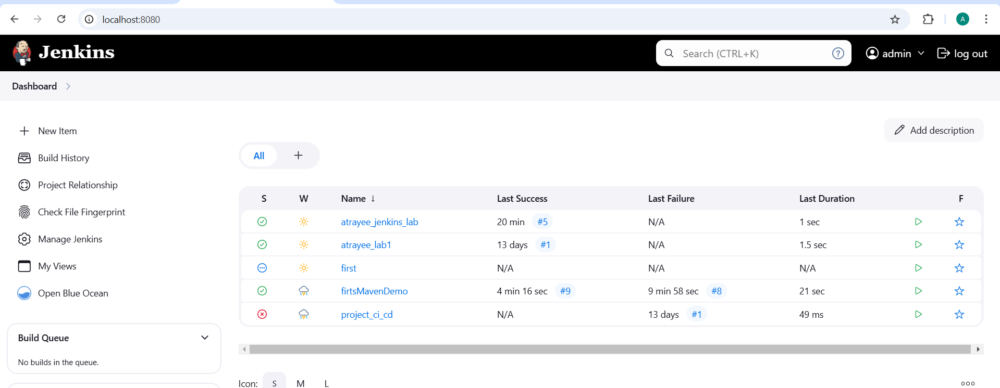 localhost:8080
A
Jenkins
Search (CTRL+K)
?
admin
log out
Dashboard
New Item
Add description
All
+
Build History
Project Relationship
Check File Fingerprint
Manage Jenkins
My Views
Open Blue Ocean
S W Name ↓ Last Success Last Failure Last Duration F
atrayee_jenkins_lab 20 min #5 N/A 1 sec
atrayee_lab1 13 days #1 N/A 1.5 sec
first N/A N/A N/A
firtsMavenDemo 4 min 16 sec #9 9 min 58 sec #8 21 sec
project_ci_cd N/A 13 days #1 49 ms
Build Queue
No builds in the queue.
Icon: S M L